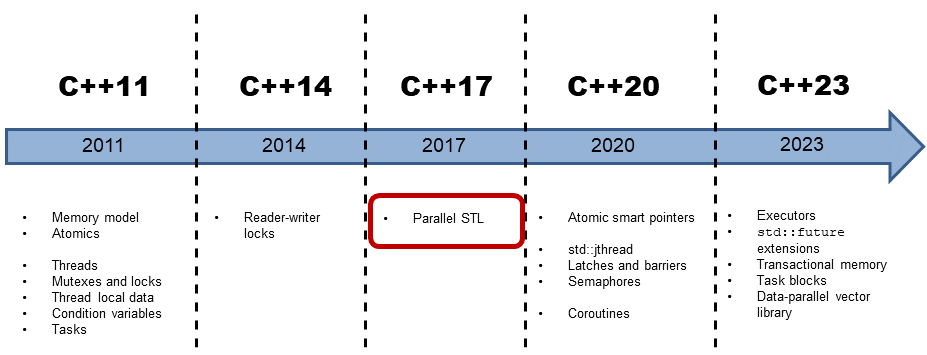 C++11
C++14
C++17
C++20
C++23
2011
2014
2017
2020
2023
• Memory model
• Atomics
• Threads
• Mutexes and locks
• Thread local data
• Condition variables
• Tasks
• Reader-writer
locks
• Parallel STL
• Atomic smart pointers
• std::jthread
• Latches and barriers
• Semaphores
• Coroutines
• Executors
• std::future
extensions
• Transactional memory
• Task blocks
• Data-parallel vector
library